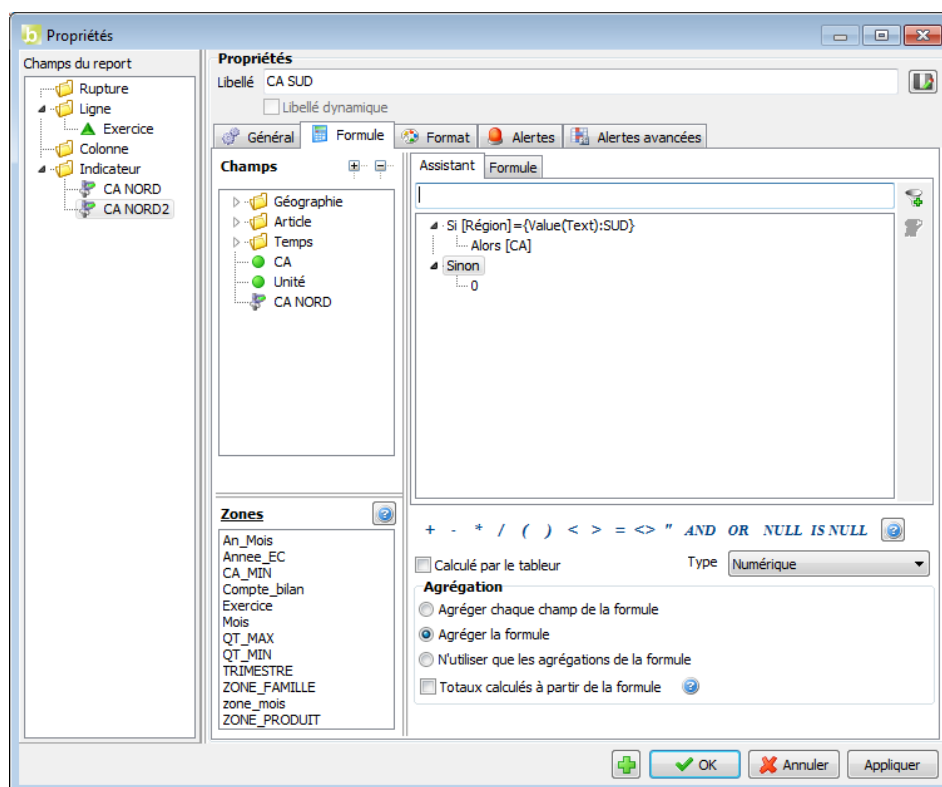 Propriétés
Champs du report
Rupture
Ligne
Exercice
Colonne
Indicateur
CA NORD
CA NORD2
Propriétés
Libellé CA SUD
Libellé dynamique
Général Formule Format Alertes Alertes avancées
Champs
Géographie
Article
Temps
CA
Unité
CA NORD
Assistant Formule
Si [Région]={Value(Text):SUD}
Alors [CA]
Sinon
0
Zones
An_Mois
Annee_EC
CA_MIN
Compte_bilan
Exercice
Mois
QT_MAX
QT_MIN
TRIMESTRE
ZONE_FAMILLE
zone_mois
ZONE_PRODUIT
+ - * / ( ) < > = <> " AND OR NULL IS NULL
Calculé par le tableur Type Numérique
Agrégation
Agréger chaque champ de la formule
Agréger la formule
N'utiliser que les agrégations de la formule
Totaux calculés à partir de la formule
OK Annuler Appliquer